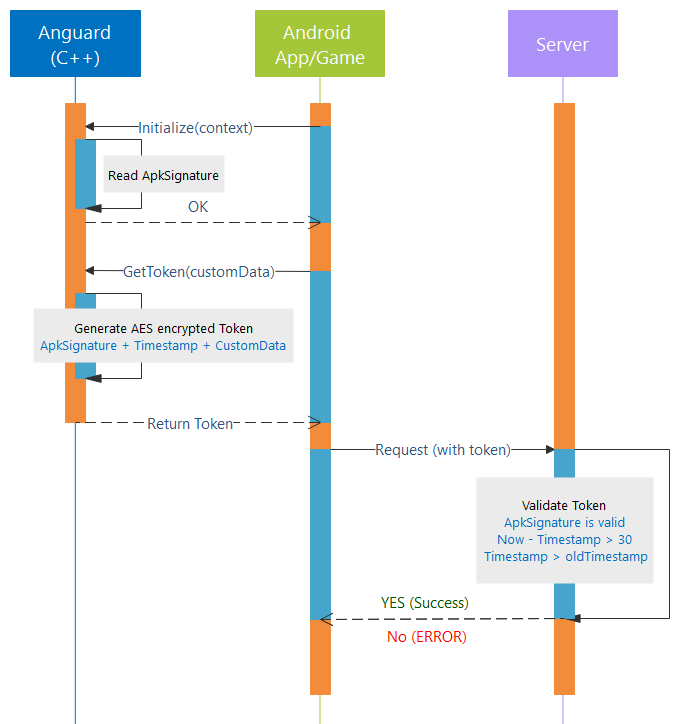 Anguard
(C++)
Android
App/Game
Server
Initialize(context)
Read ApkSignature
OK
GetToken(customData)
Generate AES encrypted Token
ApkSignature + Timestamp + CustomData
Return Token
Request (with token)
Validate Token
ApkSignature is valid
Now - Timestamp > 30
Timestamp > oldTimestamp
YES (Success)
No (ERROR)